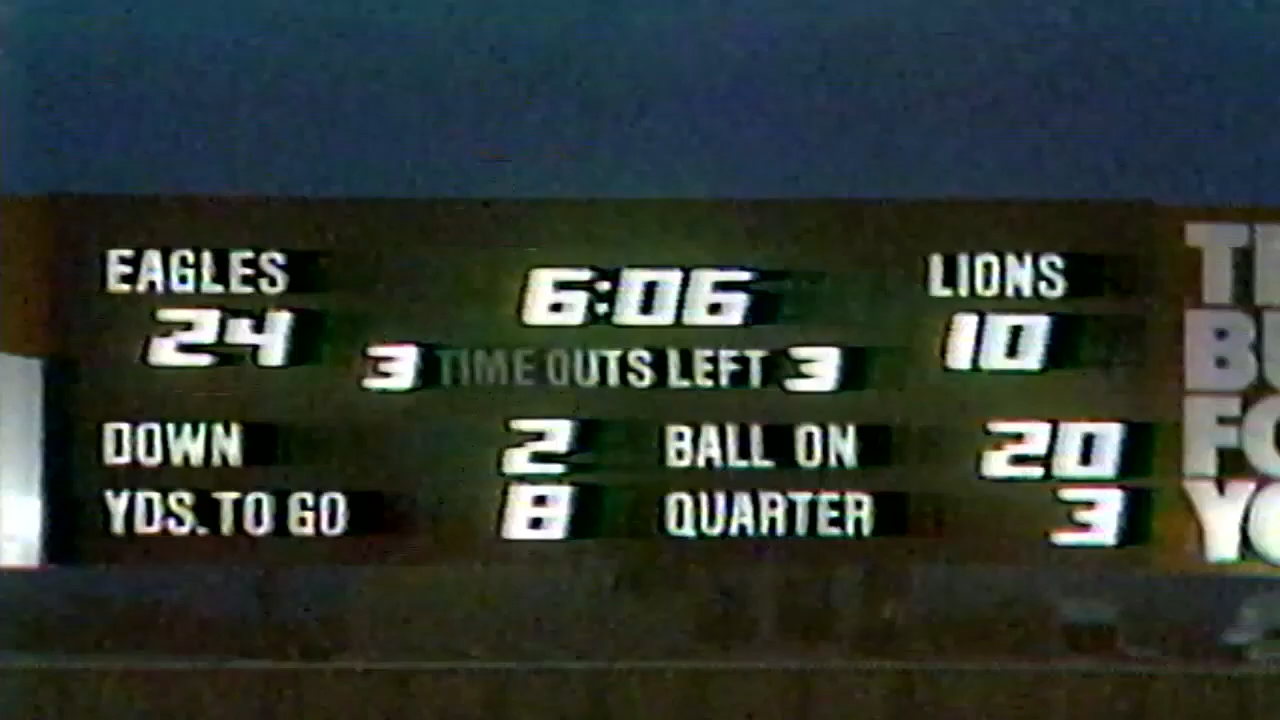 EAGLES 6:06 LIONS
24 10
3 TIME OUTS LEFT 3
DOWN 2 BALL ON 20
YDS. TO GO 8 QUARTER 3